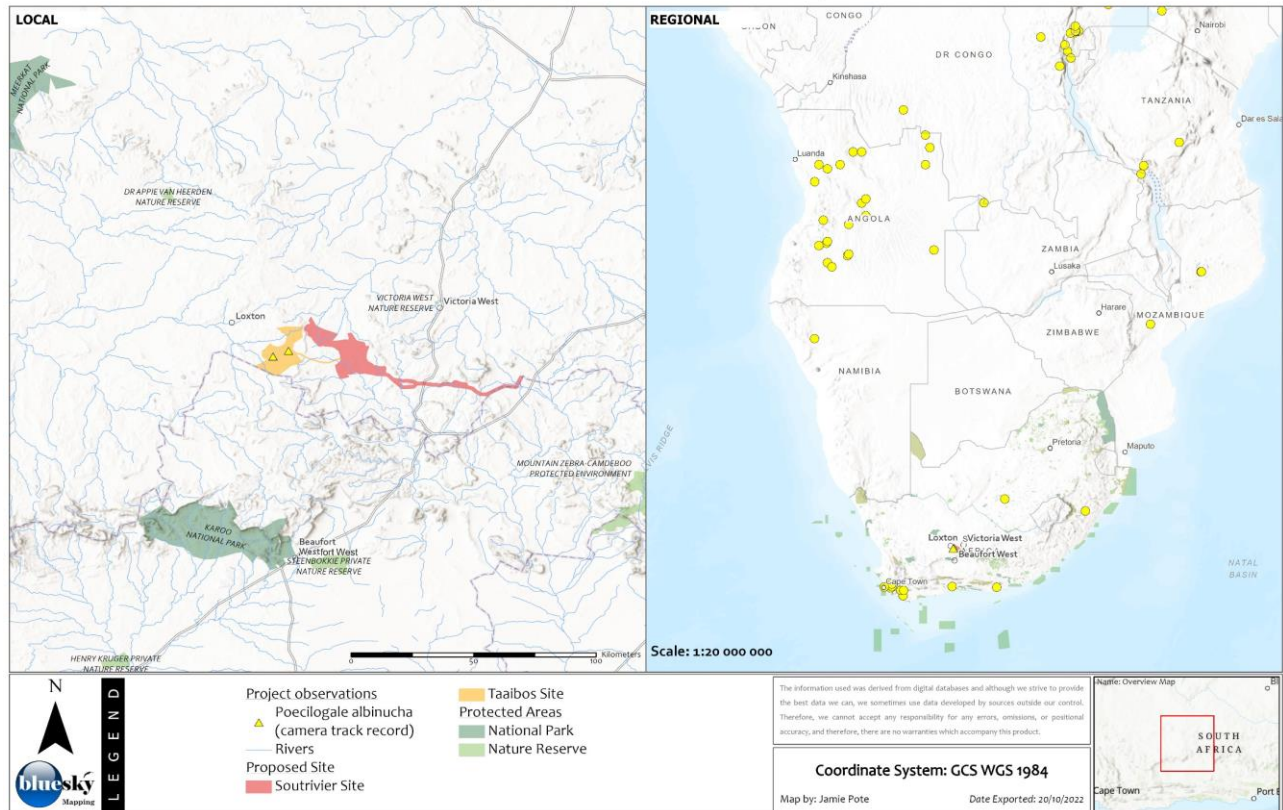 LOCAL
MEERKAT
NATIONAL PARK
DR APPIE VAN HEERDEN
NATURE RESERVE
VICTORIA WEST
NATURE RESERVE
Victoria West
Loxton
MOUNTAIN ZEBRA-CAMDEBOO
PROTECTED ENVIRONMENT
KAROO
NATIONAL PARK
Beaufort
West
STEENBOKKIE PRIVATE
NATURE RESERVE
HENRY KRUGER PRIVATE
NATURE RESERVE
0 50 100 Kilometers
REGIONAL
CONGO
DR CONGO
Nairobi
Kinshasa
TANZANIA
Luanda
ANGOLA
ZAMBIA
Lusaka
Harare
MOZAMBIQUE
ZIMBABWE
NAMIBIA
BOTSWANA
VIS RIDGE
Pretoria
Maputo
Loxton
Victoria West
Beaufort West
Cape Town
NATAL
BASIN
Scale: 1:20 000 000
N
bluesky
Mapping
LEGEND
Project observations
Poecilogale albinucha
(camera track record)
Rivers
Proposed Site
Soutrivier Site
Taaibos Site
Protected Areas
National Park
Nature Reserve
The information used was derived from digital databases and although we strive to provide
the best data we can, we sometimes use data developed by sources outside our control.
Therefore, we cannot accept any responsibility for any errors, omissions, or positional
accuracy, and therefore, there are no warranties which accompany this product.
Coordinate System: GCS WGS 1984
Map by: Jamie Pote Date Exported: 20/10/2022
Name: Overview Map
SOUTH
AFRICA
Cape Town